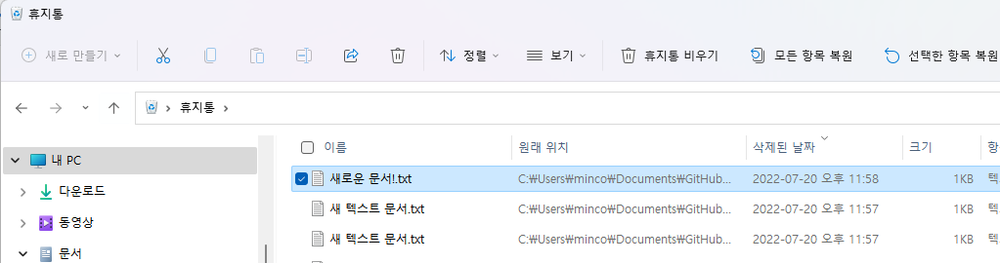 휴지통
새로 만들기 정렬 보기 휴지통 비우기 모든 항목 복원 선택한 항목 복원
휴지통
내 PC
다운로드
동영상
문서
이름 원래 위치 삭제된 날짜 크기 항
새로운 문서!.txt C:₩Users₩minco₩Documents₩GitHub... 2022-07-20 오후 11:58 1KB 텍
새 텍스트 문서.txt C:₩Users₩minco₩Documents₩GitHub... 2022-07-20 오후 11:57 1KB 텍
새 텍스트 문서.txt C:₩Users₩minco₩Documents₩GitHub... 2022-07-20 오후 11:57 1KB 텍